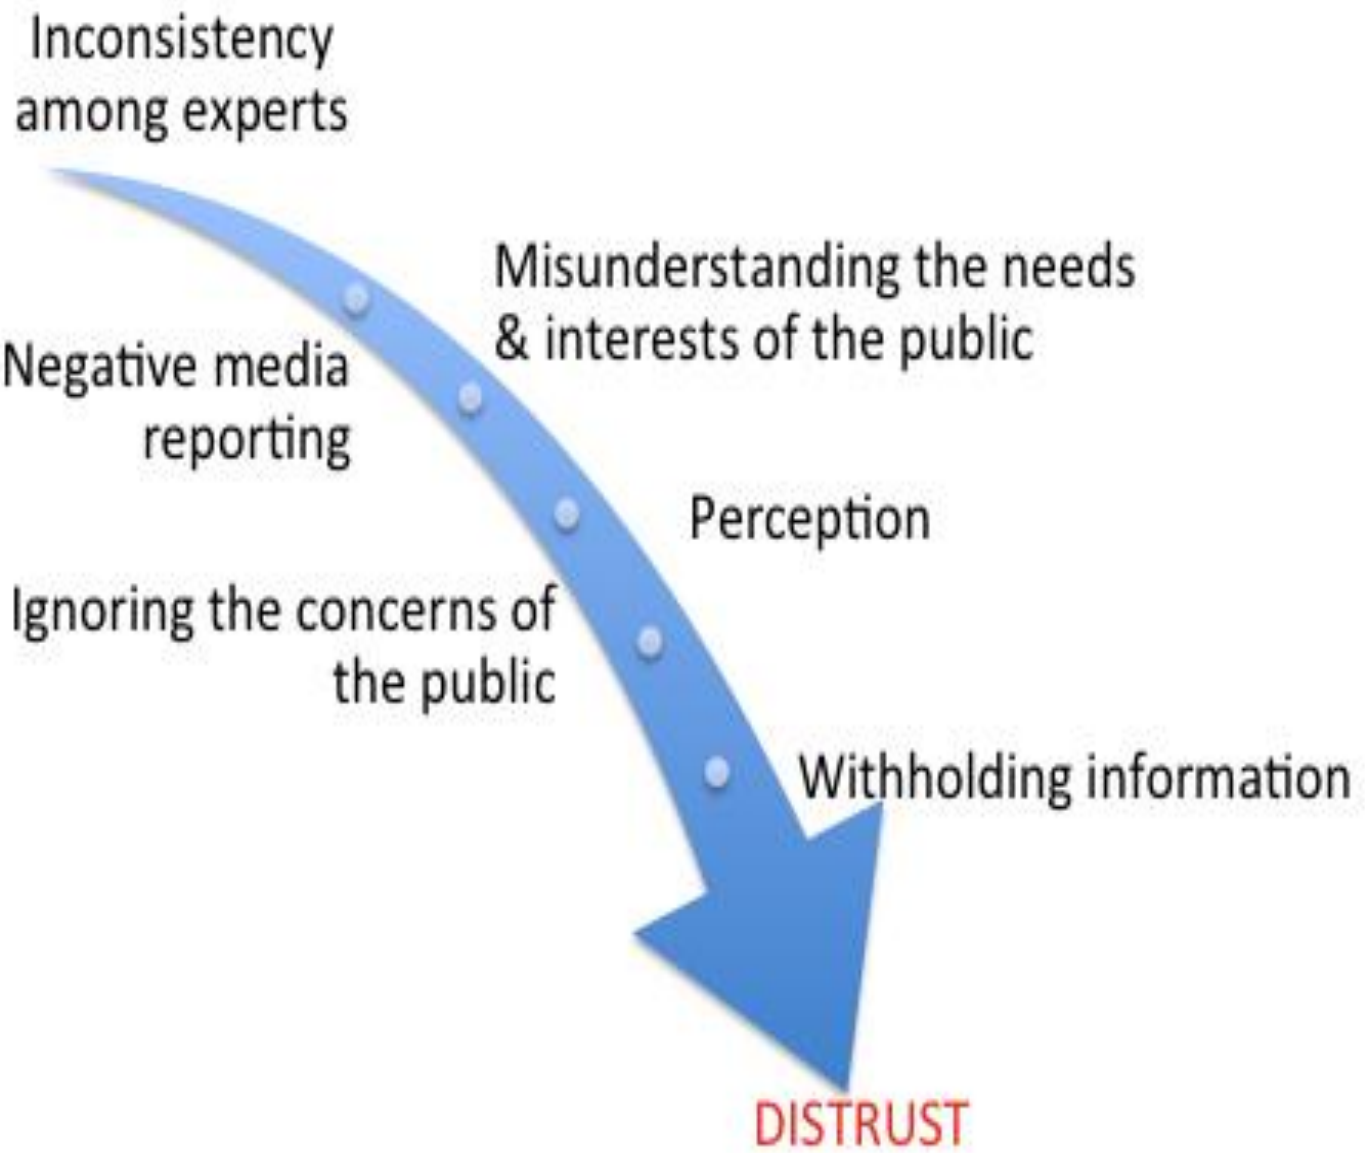 Inconsistency
among experts
Misunderstanding the needs
& interests of the public
Negative media
reporting
Perception
Ignoring the concerns of
the public
Withholding information
DISTRUST